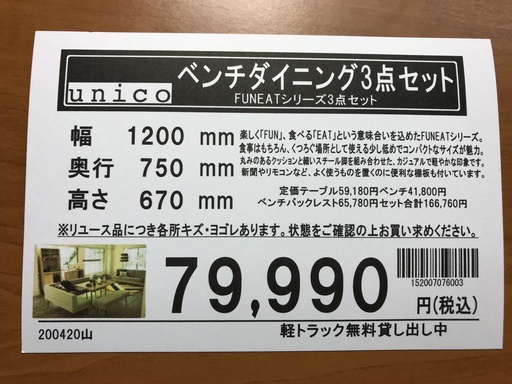 unico
ベンチダイニング3点セット
FUNEATシリーズ3点セット
幅 1200 mm
奥行 750 mm
高さ 670 mm
楽しく「FUN」、食べる「EAT」という意味合いを込めたFUNEATシリーズ。
食事はもちろん、くつろぐ場所として使える少し低めでコンパクトなサイズが魅力。
丸みのあるクッションと細いスチール脚を組み合わせた、カジュアルで軽やかな印象です。
新聞やリモコンなど、よく使うものを置くのに便利な棚板も付いています。
定価テーブル59,180円ベンチ41,800円
ベンチバックレスト65,780円セット合計166,760円
※リユース品につき各所キズ・ヨゴレあります。状態をご確認の上お買い求めください。
79,990
円(税込)
152007076003
200420山
軽トラック無料貸し出し中